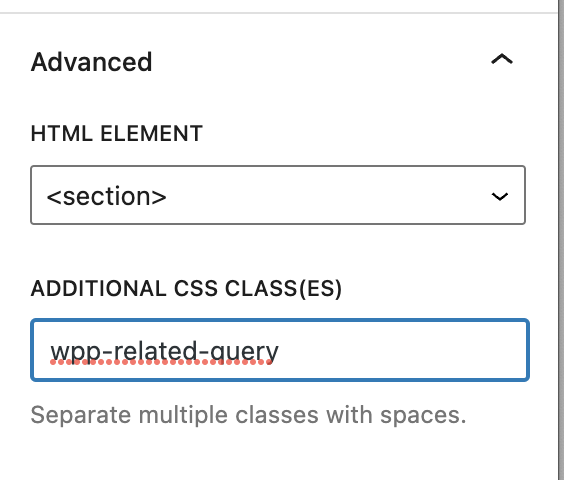 Advanced
HTML ELEMENT
<section>
ADDITIONAL CSS CLASS(ES)
wpp-related-query
Separate multiple classes with spaces.